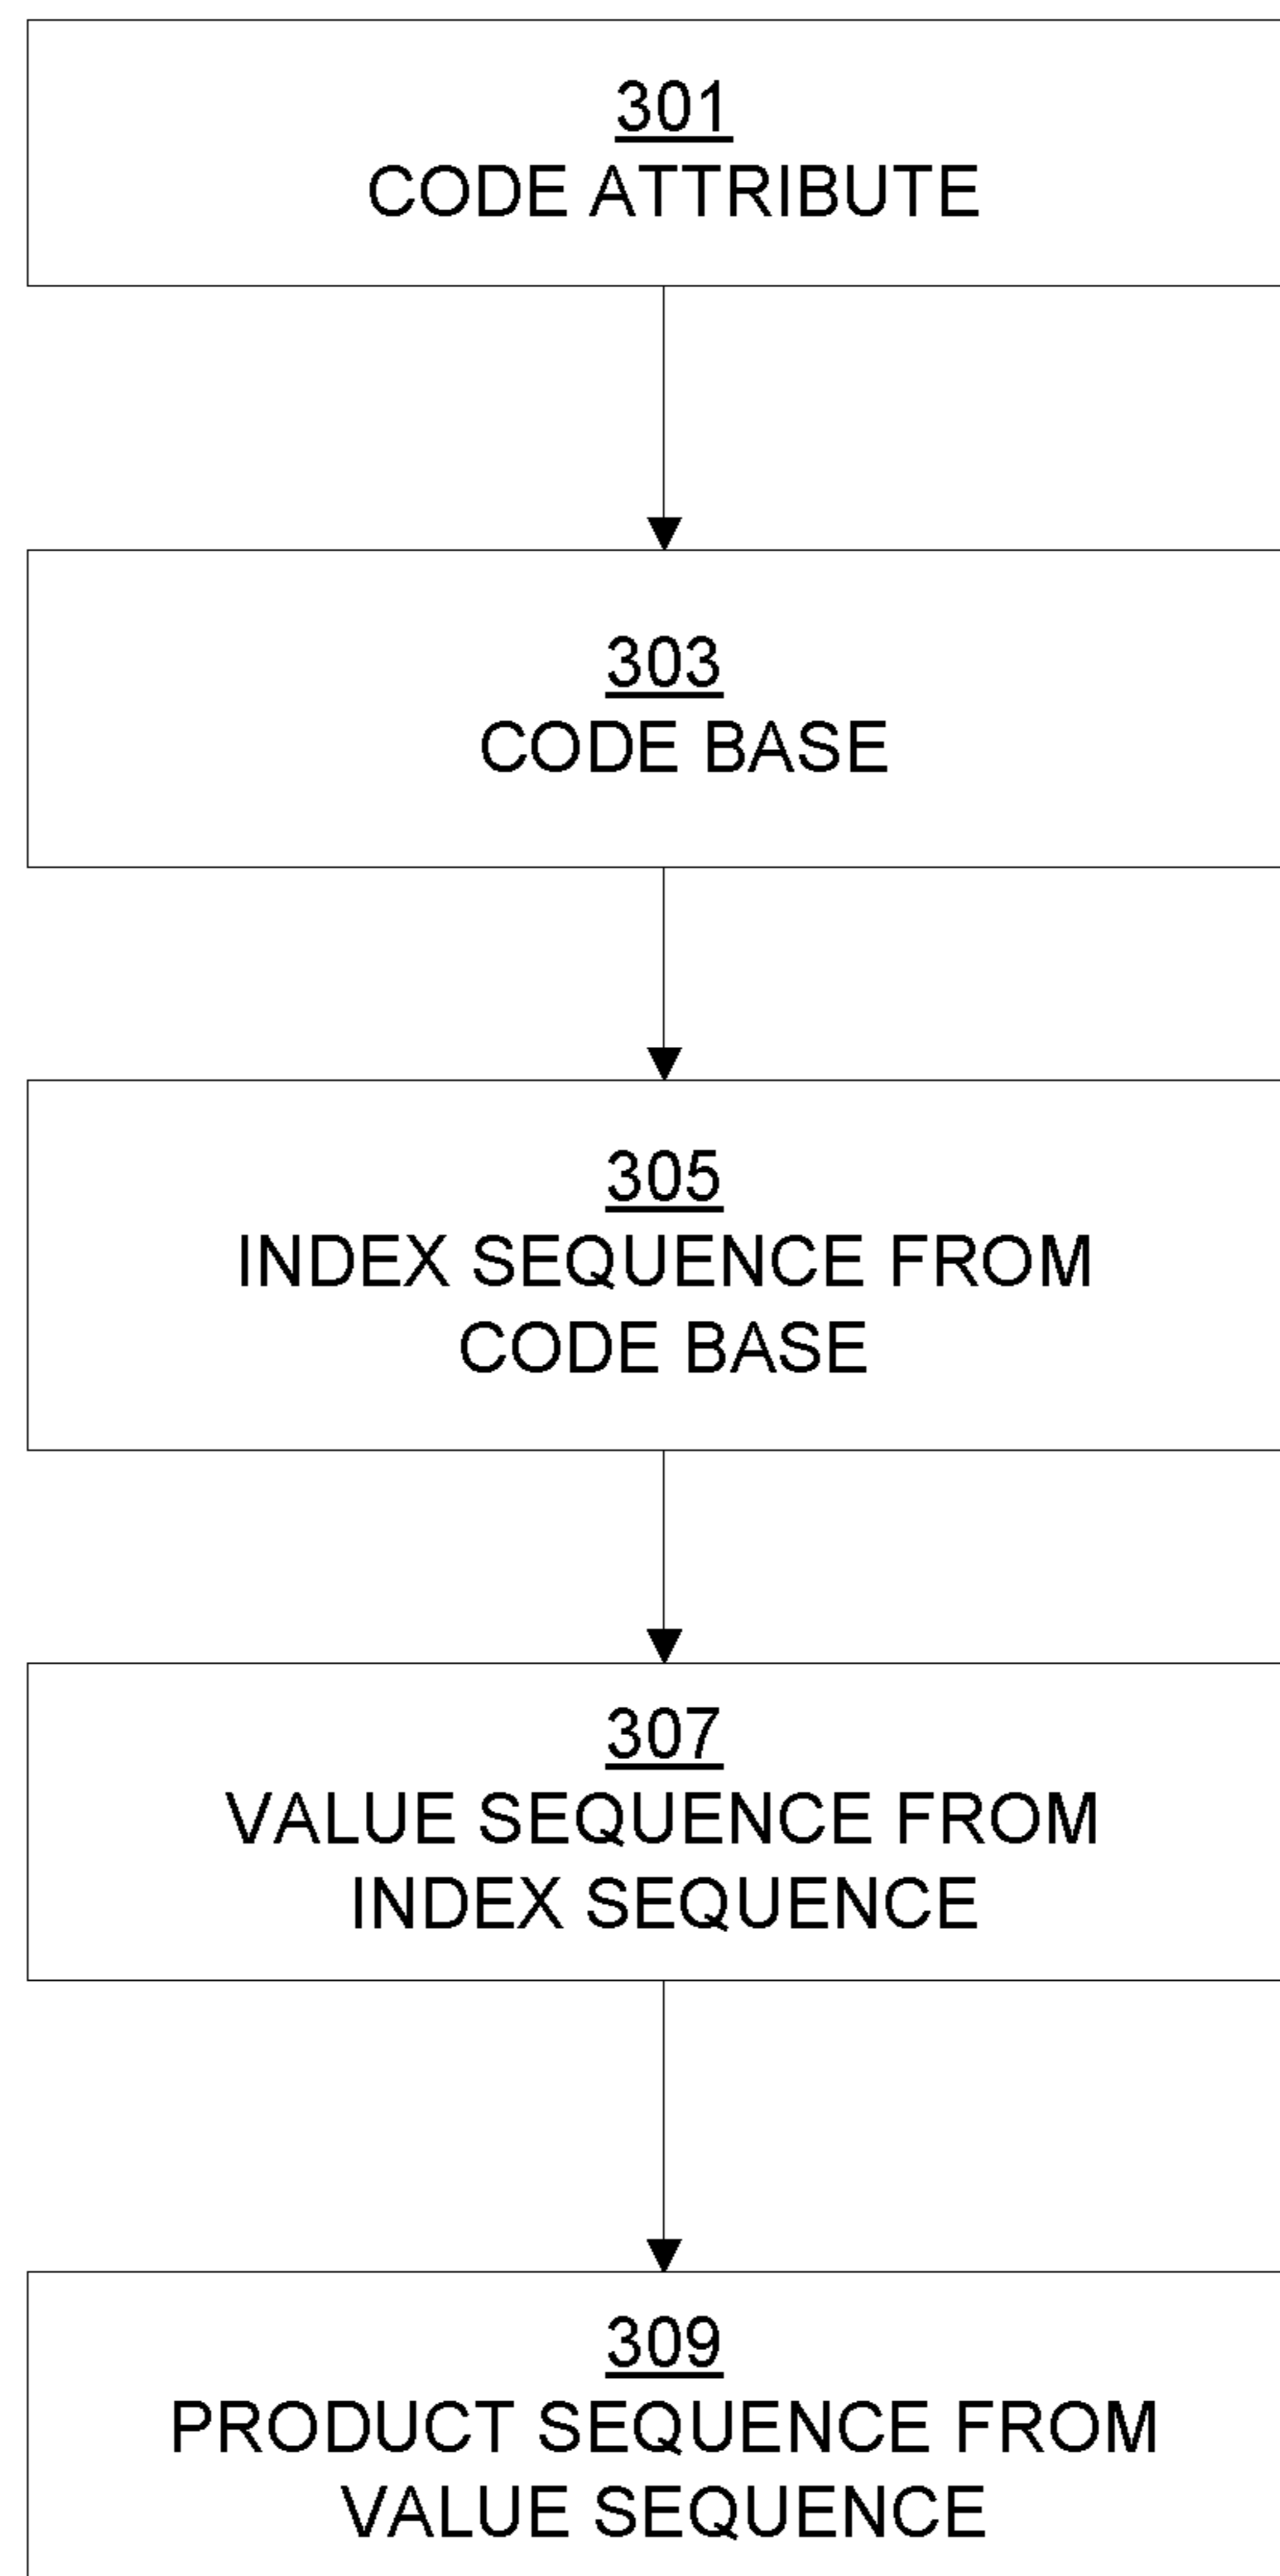 301
CODE ATTRIBUTE
303
CODE BASE
305
INDEX SEQUENCE FROM
CODE BASE
307
VALUE SEQUENCE FROM
INDEX SEQUENCE
309
PRODUCT SEQUENCE FROM
VALUE SEQUENCE